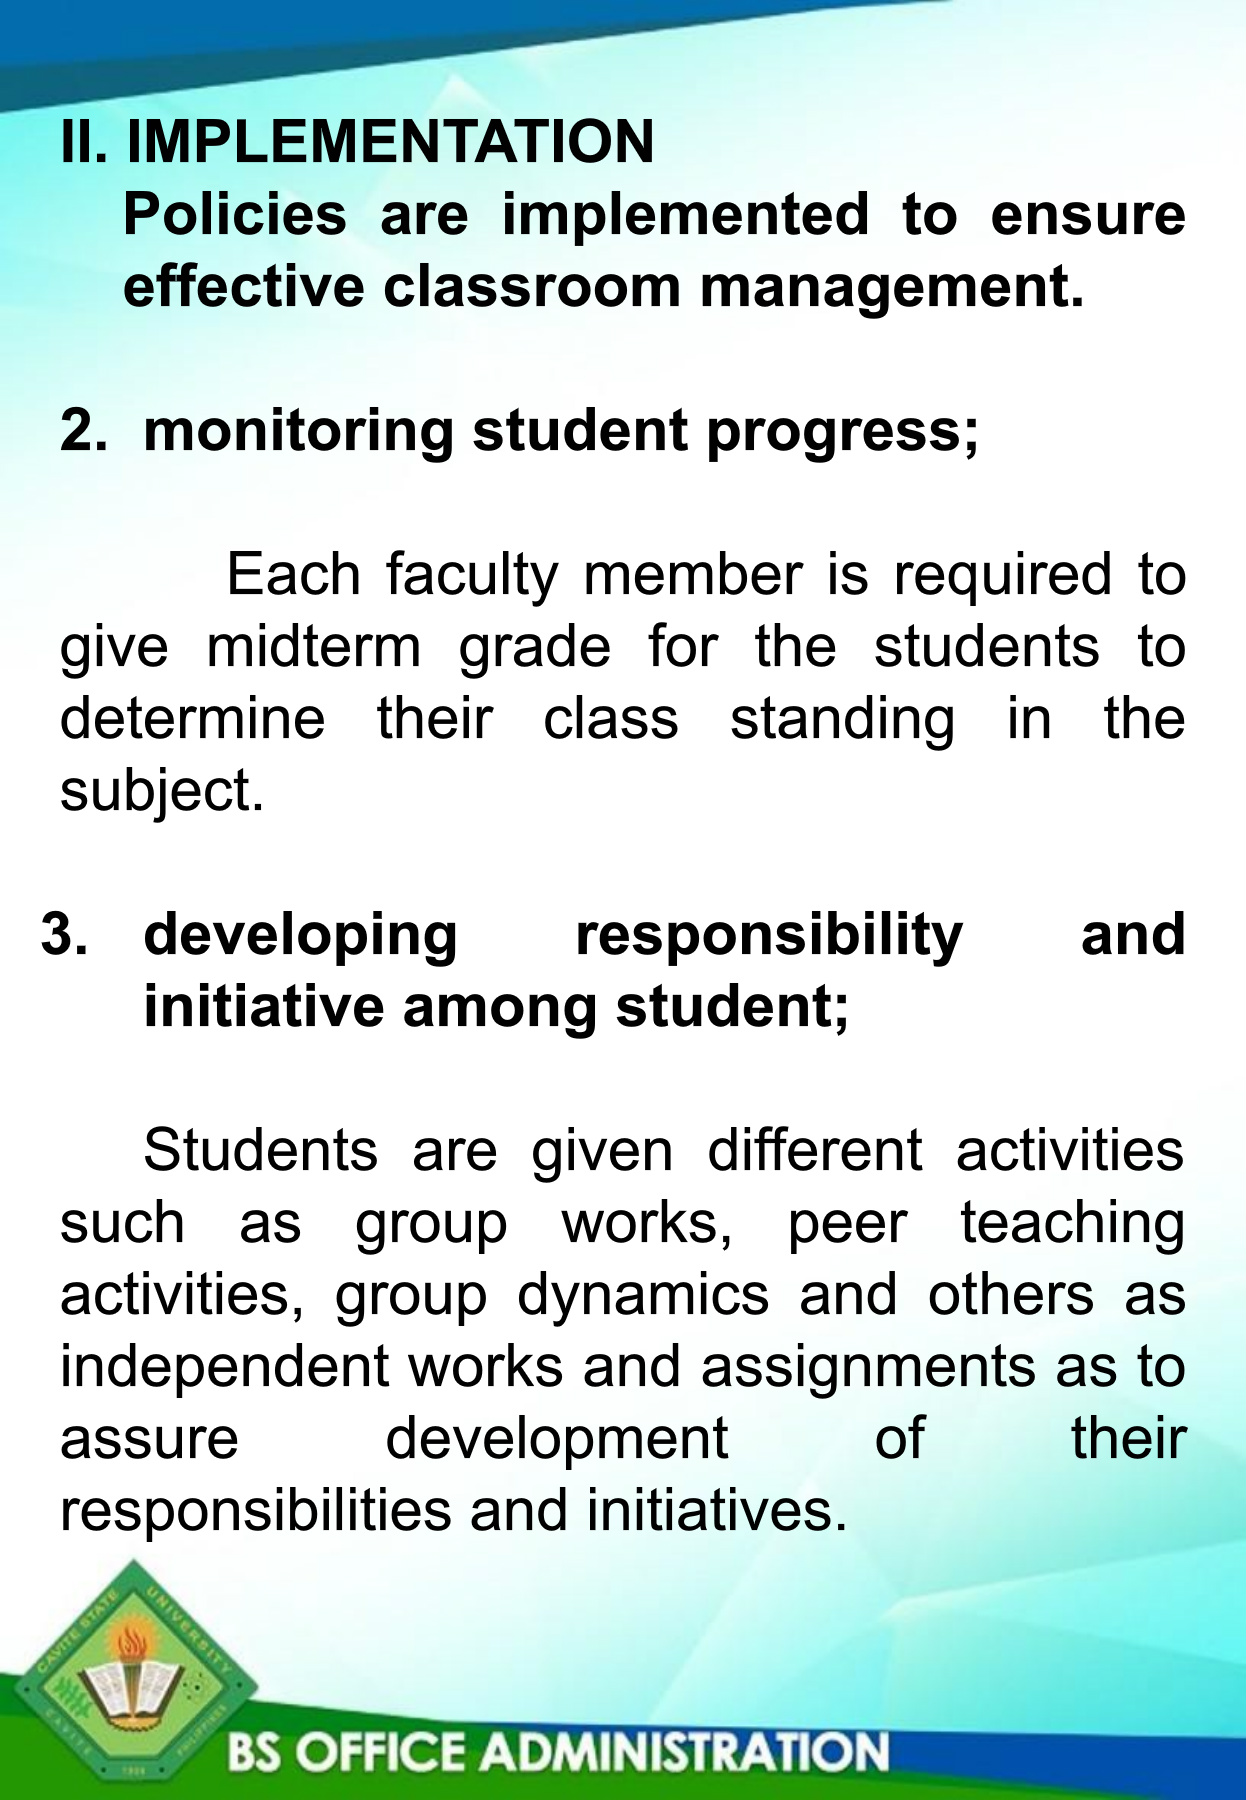 II. IMPLEMENTATION
Policies are implemented to ensure
effective classroom management.
2. monitoring student progress;
Each faculty member is required to
give midterm grade for the students to
determine their class standing in the
subject.
3. developing responsibility and
initiative among student;
Students are given different activities
such as group works, peer teaching
activities, group dynamics and others as
independent works and assignments as to
assure development of their
responsibilities and initiatives.
CAVITE STATE UNIVERSITY
CAVITE PHILIPPINES
1906
BS OFFICE ADMINISTRATION